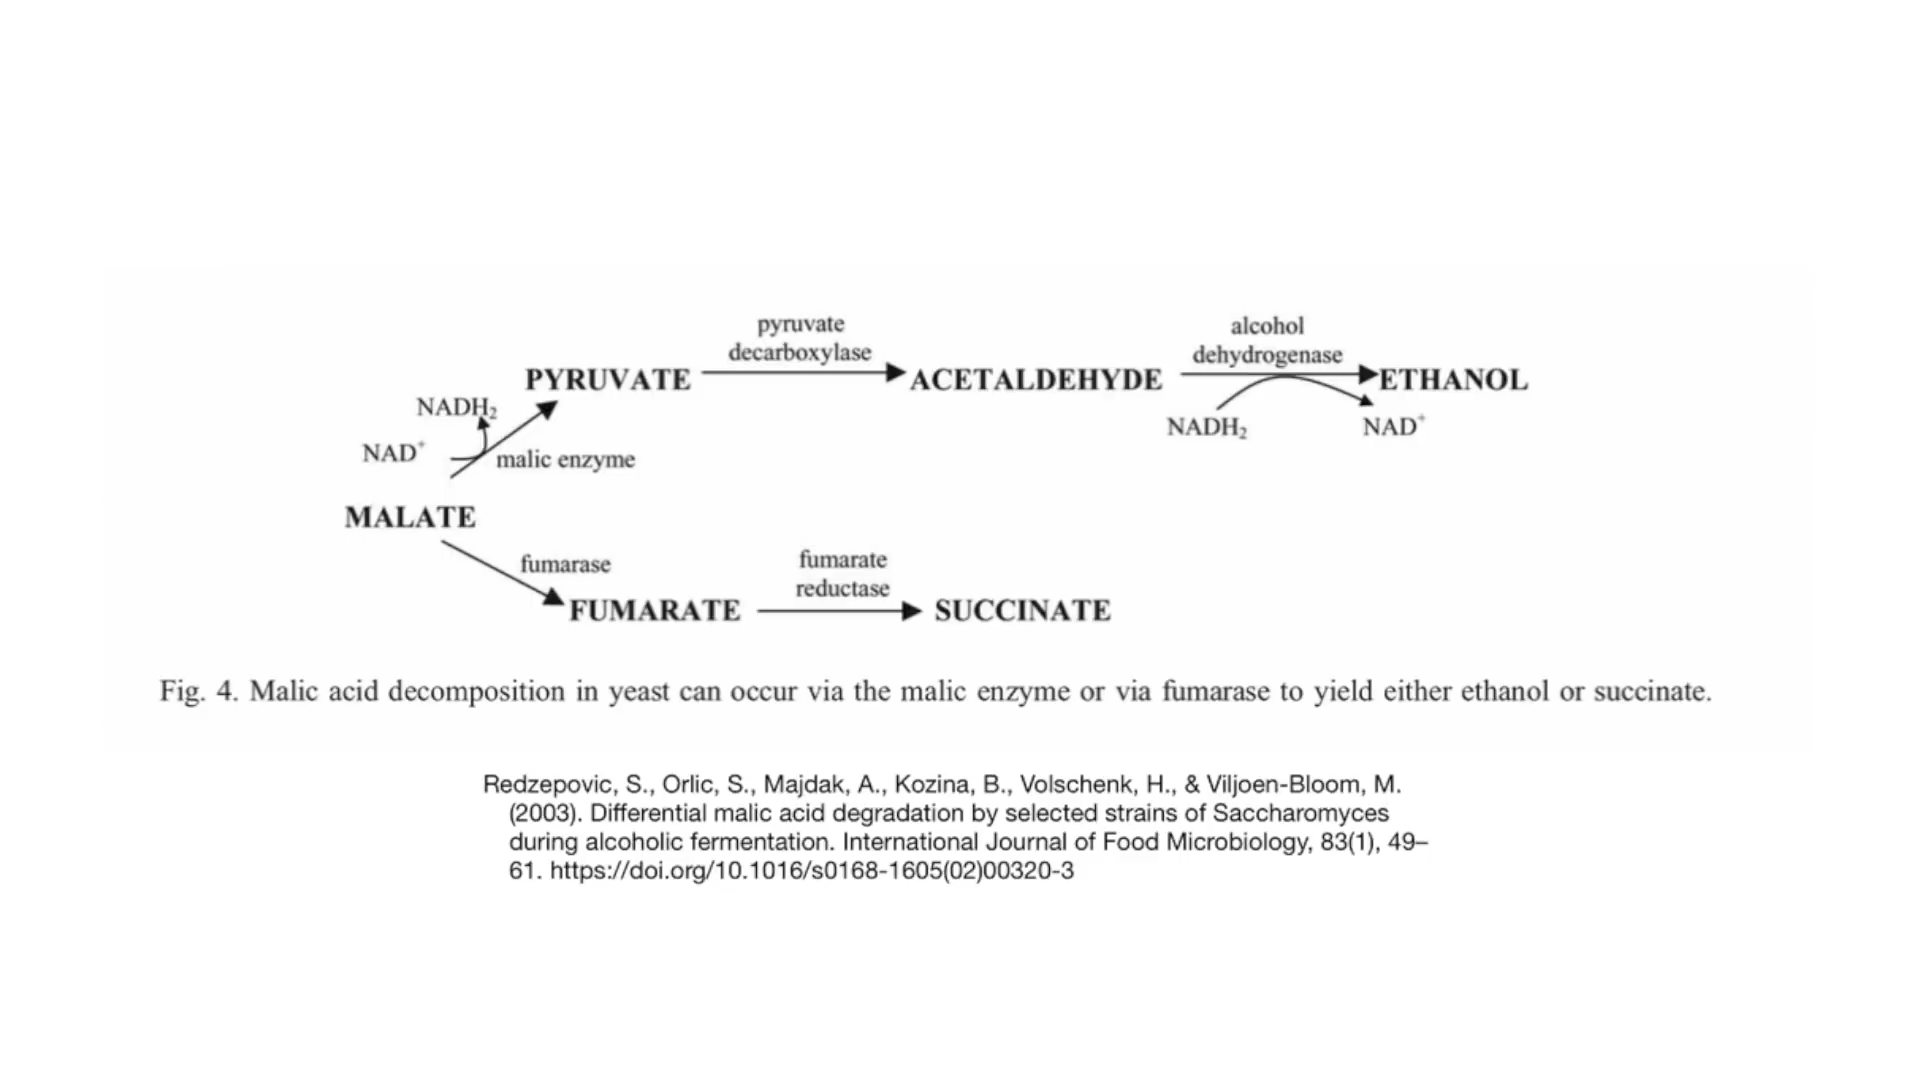 pyruvate
decarboxylase
alcohol
dehydrogenase
PYRUVATE
ACETALDEHYDE
ETHANOL
NADH₂
NAD⁺
malic enzyme
NADH₂
NAD⁺
MALATE
fumarase
fumarate
reductase
FUMARATE
SUCCINATE
Fig. 4. Malic acid decomposition in yeast can occur via the malic enzyme or via fumarase to yield either ethanol or succinate.
Redzepovic, S., Orlic, S., Majdak, A., Kozina, B., Volschenk, H., & Viljoen-Bloom, M.
(2003). Differential malic acid degradation by selected strains of Saccharomyces
during alcoholic fermentation. International Journal of Food Microbiology, 83(1), 49–
61. https://doi.org/10.1016/s0168-1605(02)00320-3